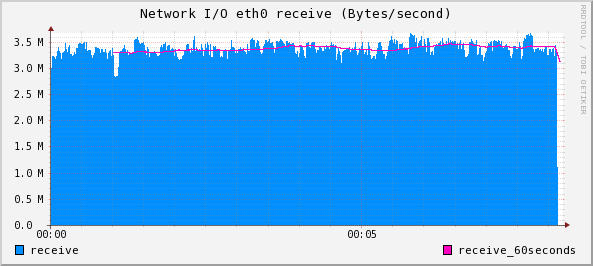 Network I/O eth0 receive (Bytes/second)
RRDTOOL / TOBI OETIKER
3.5 M
3.0 M
2.5 M
2.0 M
1.5 M
1.0 M
0.5 M
0.0
00:00 00:05
receive receive_60seconds